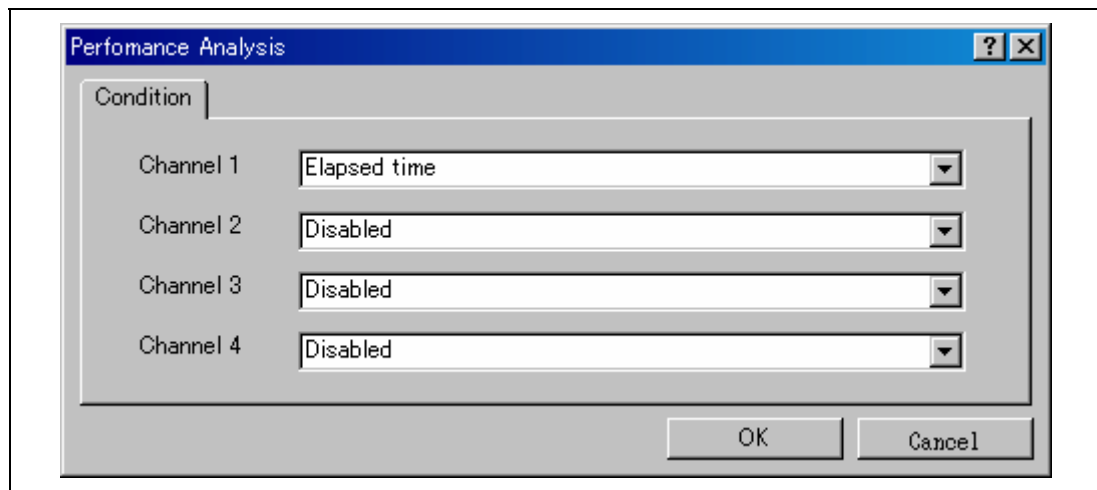 Perfomance Analysis
Condition
Channel 1 Elapsed time
Channel 2 Disabled
Channel 3 Disabled
Channel 4 Disabled
OK Cancel